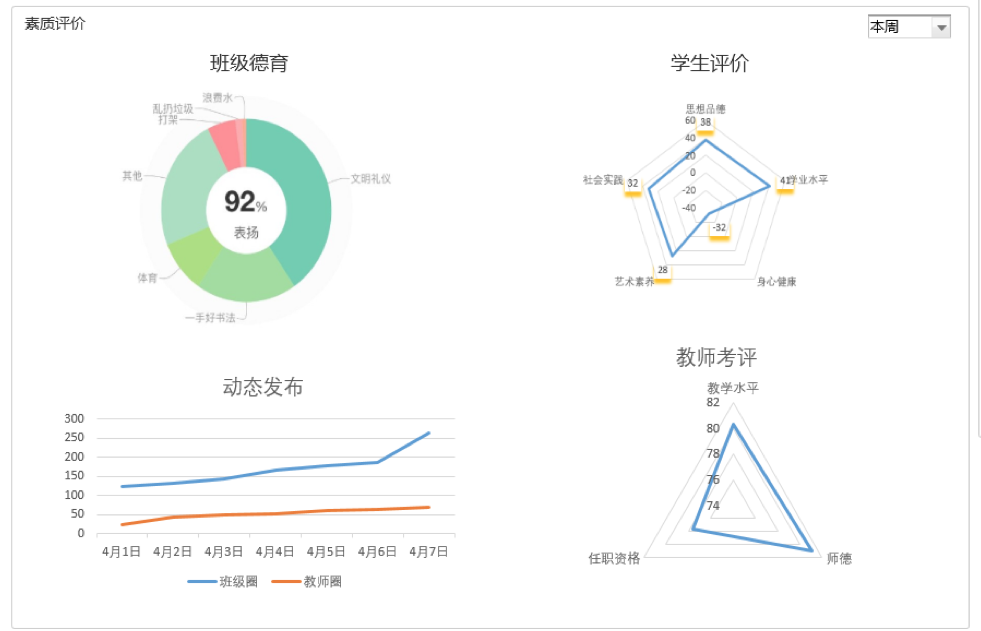 素质评价
本周
班级德育
浪费水
乱扔垃圾
打架
其他
文明礼仪
92%
表扬
体育
一手好书法
学生评价
思想品德
60
38
40
20
0
-20
-40
社会实践
32
41
学业水平
-32
28
艺术素养
身心健康
动态发布
300
250
200
150
100
50
0
4月1日 4月2日 4月3日 4月4日 4月5日 4月6日 4月7日
班级圈 教师圈
教师考评
教学水平
82
80
78
76
74
任职资格
师德